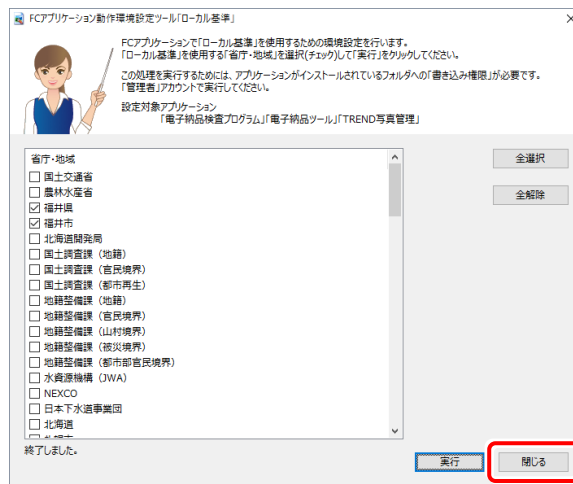 FCアプリケーション動作環境設定ツール「ローカル基準」
FCアプリケーションで「ローカル基準」を使用するための環境設定を行います。
「ローカル基準」を使用する「省庁・地域」を選択(チェック)して「実行」をクリックしてください。
この処理を実行するためには、アプリケーションがインストールされているフォルダへの「書き込み権限」が必要です。
「管理者」アカウントで実行してください。
設定対象アプリケーション
「電子納品検査プログラム」「電子納品ツール」「TREND写真管理」
省庁・地域
全選択
国土交通省
農林水産省
全解除
福井県
福井市
北海道開発局
国土調査課（地籍）
国土調査課（官民境界）
国土調査課（都市再生）
地籍整備課（地籍）
地籍整備課（官民境界）
地籍整備課（山村境界）
地籍整備課（被災境界）
地籍整備課（都市部官民境界）
水資源機構（JWA）
NEXCO
日本下水道事業団
北海道
終了しました。
実行
閉じる